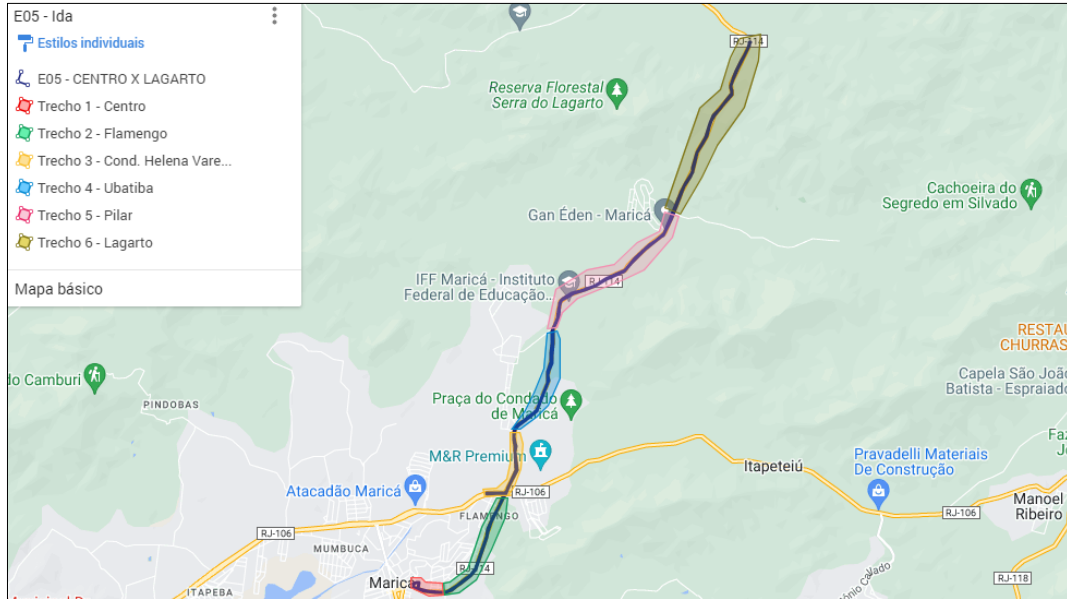 E05 - Ida
Estilos individuais
E05 - CENTRO X LAGARTO
Trecho 1 - Centro
Trecho 2 - Flamengo
Trecho 3 - Cond. Helena Vare...
Trecho 4 - Ubatiba
Trecho 5 - Pilar
Trecho 6 - Lagarto
Mapa básico
RJ-114
Reserva Florestal
Serra do Lagarto
Cachoeira do
Segredo em Silvado
Gan Éden - Maricá
IFF Maricá - Instituto
Federal de Educação...
RJ-114
RESTAU
CHURRAS
Capela São João
Batista - Espraiado
do Camburi
PINDOBAS
Praça do Condado
de Maricá
M&R Premium
Itapeteiú
Pravadelli Materiais
De Construção
Faz
Jo
Atacadão Maricá
RJ-106
FLAMENGO
Manoel
Ribeiro
RJ-106
RJ-106
MUMBUCA
RJ-114
Maricá
ITAPEBA
RJ-118